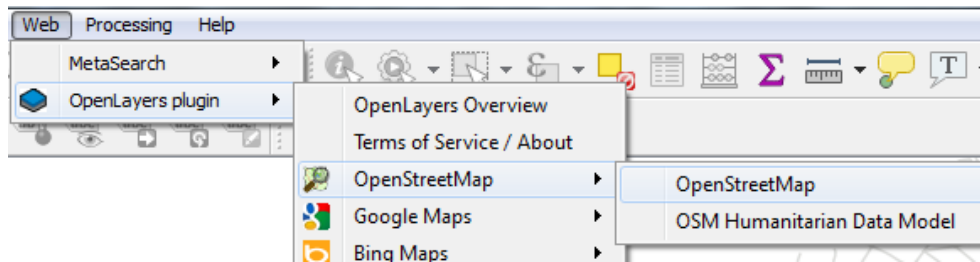 Web Processing Help
MetaSearch
OpenLayers plugin
OpenLayers Overview
Terms of Service / About
OpenStreetMap
Google Maps
Bing Maps
OpenStreetMap
OSM Humanitarian Data Model